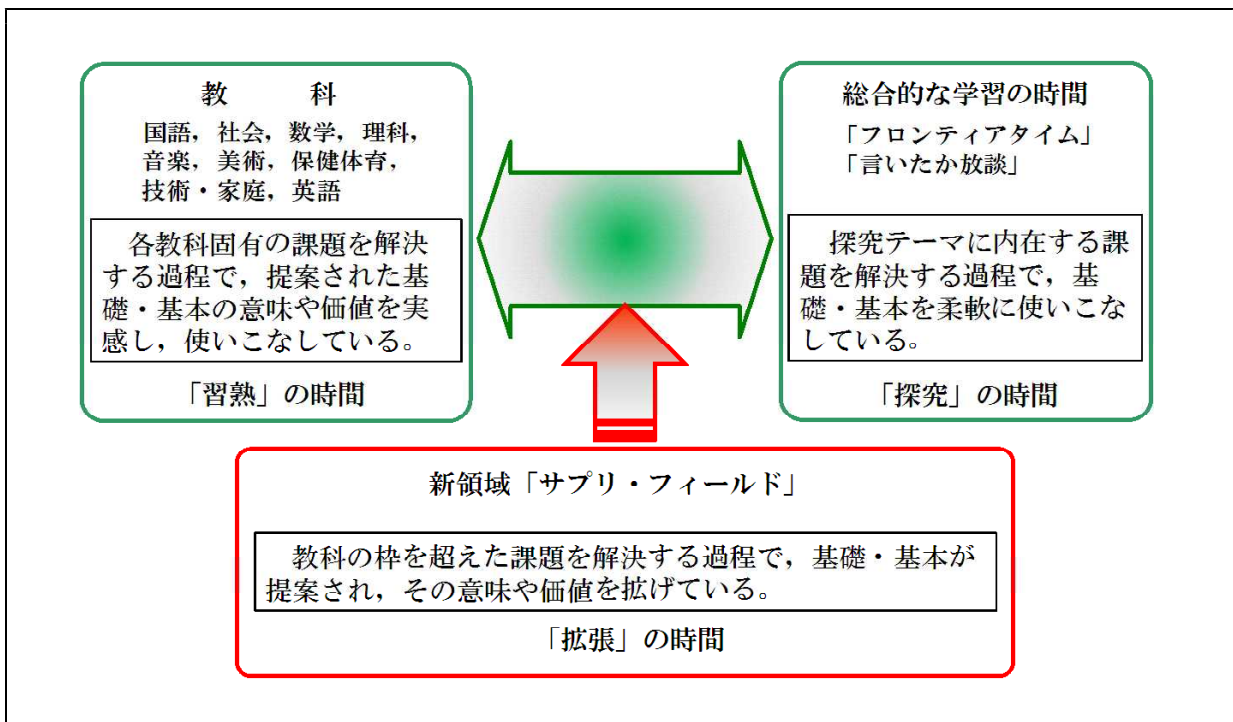 教　科
国語，社会，数学，理科，
音楽，美術，保健体育，
技術・家庭，英語
各教科固有の課題を解決
する過程で，提案された基
礎・基本の意味や価値を実
感し，使いこなしている。
「習熟」の時間
総合的な学習の時間
「フロンティアタイム」
「言いたか放談」
探究テーマに内在する課
題を解決する過程で，基
礎・基本を柔軟に使いこな
している。
「探究」の時間
新領域「サプリ・フィールド」
教科の枠を超えた課題を解決する過程で，基礎・基本が
提案され，その意味や価値を拡げている。
「拡張」の時間